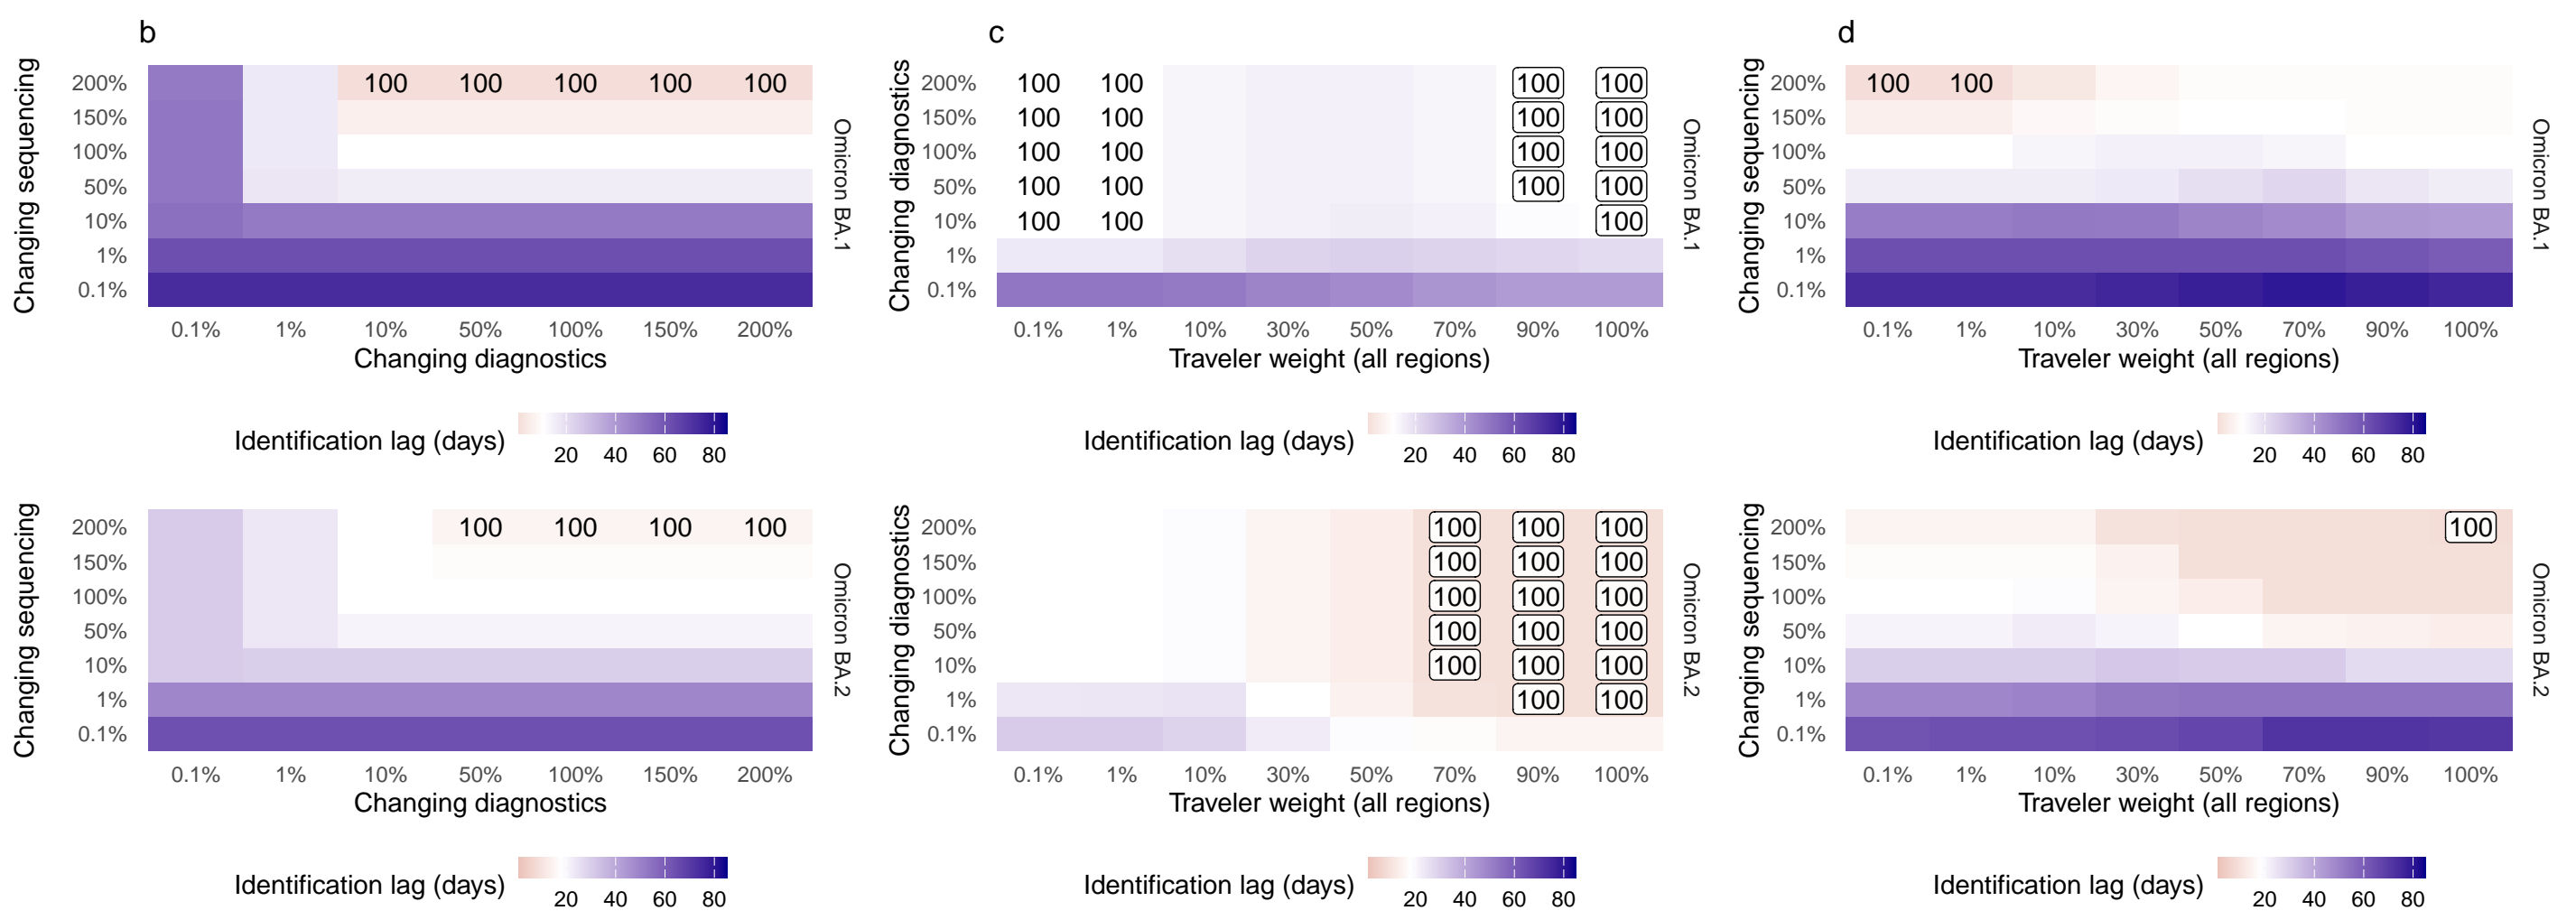 b
Changing sequencing
200% 100 100 100 100 100
150%
100%
50%
10%
1%
0.1%
0.1% 1% 10% 50% 100% 150% 200%
Changing diagnostics
Omicron BA.1
Identification lag (days)
20 40 60 80
c
Changing diagnostics
200% 100 100 100 100
150% 100 100 100 100
100% 100 100 100 100
50% 100 100 100 100
10% 100 100 100
1%
0.1%
0.1% 1% 10% 30% 50% 70% 90% 100%
Traveler weight (all regions)
Omicron BA.1
Identification lag (days)
20 40 60 80
d
Changing sequencing
200% 100 100
150%
100%
50%
10%
1%
0.1%
0.1% 1% 10% 30% 50% 70% 90% 100%
Traveler weight (all regions)
Omicron BA.1
Identification lag (days)
20 40 60 80
Changing sequencing
200% 100 100 100 100
150%
100%
50%
10%
1%
0.1%
0.1% 1% 10% 50% 100% 150% 200%
Changing diagnostics
Omicron BA.2
Identification lag (days)
20 40 60 80
Changing diagnostics
200% 100 100 100
150% 100 100 100
100% 100 100 100
50% 100 100 100
10% 100 100 100
1% 100 100
0.1%
0.1% 1% 10% 30% 50% 70% 90% 100%
Traveler weight (all regions)
Omicron BA.2
Identification lag (days)
20 40 60 80
Changing sequencing
200% 100
150%
100%
50%
10%
1%
0.1%
0.1% 1% 10% 30% 50% 70% 90% 100%
Traveler weight (all regions)
Omicron BA.2
Identification lag (days)
20 40 60 80